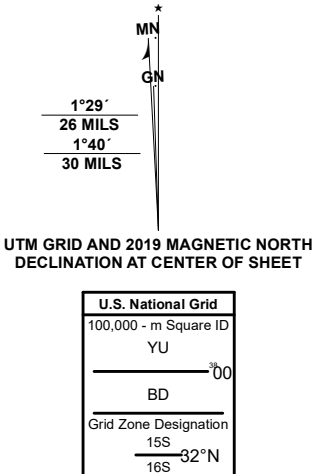 MN
GN
1°29´
26 MILS
1°40´
30 MILS
UTM GRID AND 2019 MAGNETIC NORTH
DECLINATION AT CENTER OF SHEET
U.S. National Grid
100,000 - m Square ID
YU
3800
BD
Grid Zone Designation
15S
32°N
16S